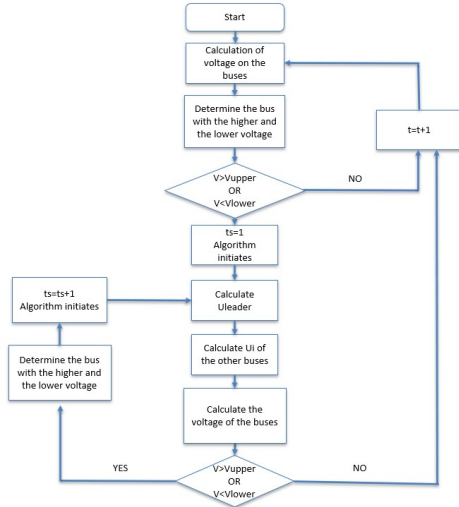 Start
Calculation of
voltage on the
buses
Determine the bus
with the higher and
the lower voltage
t=t+1
V>Vupper
OR
V<Vlower
NO
ts=1
Algorithm
initiates
ts=ts+1
Algorithm initiates
Calculate
Uleader
Determine the bus
with the higher and
the lower voltage
Calculate Ui of
the other buses
Calculate the
voltage of the buses
YES
V>Vupper
OR
V<Vlower
NO